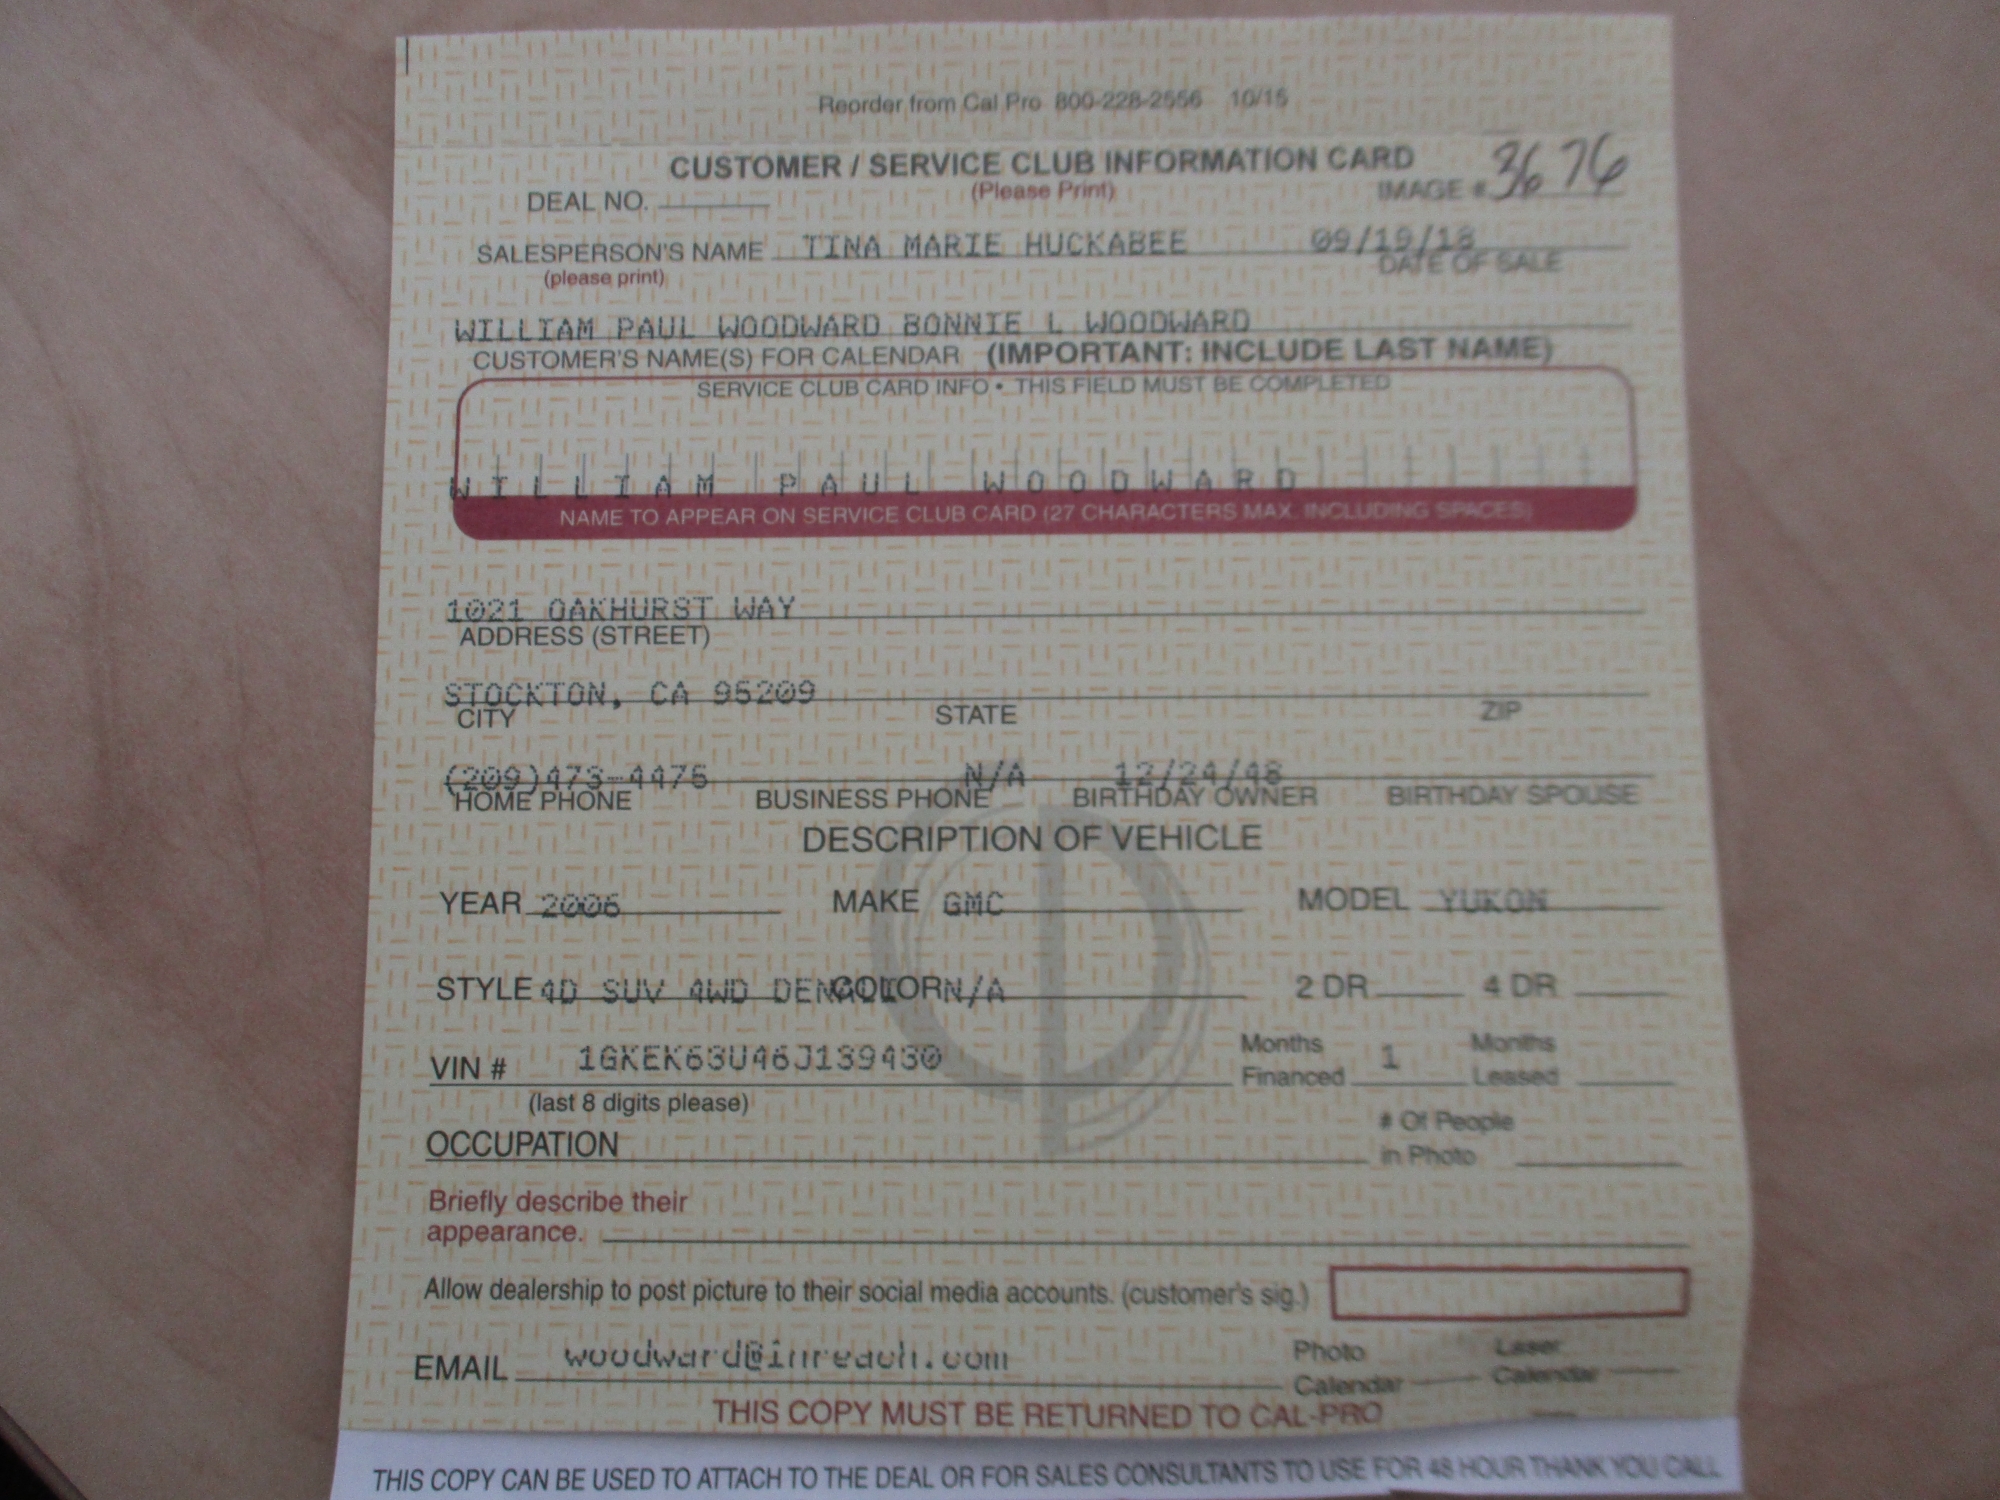 Reorder from Cal Pro 800-228-2556 10/15
CUSTOMER / SERVICE CLUB INFORMATION CARD
(Please Print)
IMAGE # 3676
DEAL NO.
SALESPERSON'S NAME TINA MARIE HUCKABEE 09/19/18
(please print) DATE OF SALE
WILLIAM PAUL WOODWARD BONNIE L WOODWARD
CUSTOMER'S NAME(S) FOR CALENDAR (IMPORTANT: INCLUDE LAST NAME)
SERVICE CLUB CARD INFO • THIS FIELD MUST BE COMPLETED
WILLIAM PAUL WOODWARD
NAME TO APPEAR ON SERVICE CLUB CARD (27 CHARACTERS MAX. INCLUDING SPACES)
1021 OAKHURST WAY
ADDRESS (STREET)
STOCKTON, CA 95209
CITY STATE ZIP
(209)473-4475 N/A 12/24/48
HOME PHONE BUSINESS PHONE BIRTHDAY OWNER BIRTHDAY SPOUSE
DESCRIPTION OF VEHICLE
YEAR 2006 MAKE GMC MODEL YUKON
STYLE 4D SUV 4WD DENALI COLOR N/A 2 DR 4 DR
VIN # 1GKEK63U46J139430
(last 8 digits please)
Months Financed 1 Months Leased
OCCUPATION
# Of People in Photo
Briefly describe their
appearance.
Allow dealership to post picture to their social media accounts. (customer's sig.)
EMAIL woodward@inreach.com
Photo Calendar Laser Calendar
THIS COPY MUST BE RETURNED TO CAL-PRO
THIS COPY CAN BE USED TO ATTACH TO THE DEAL OR FOR SALES CONSULTANTS TO USE FOR 48 HOUR THANK YOU CALL